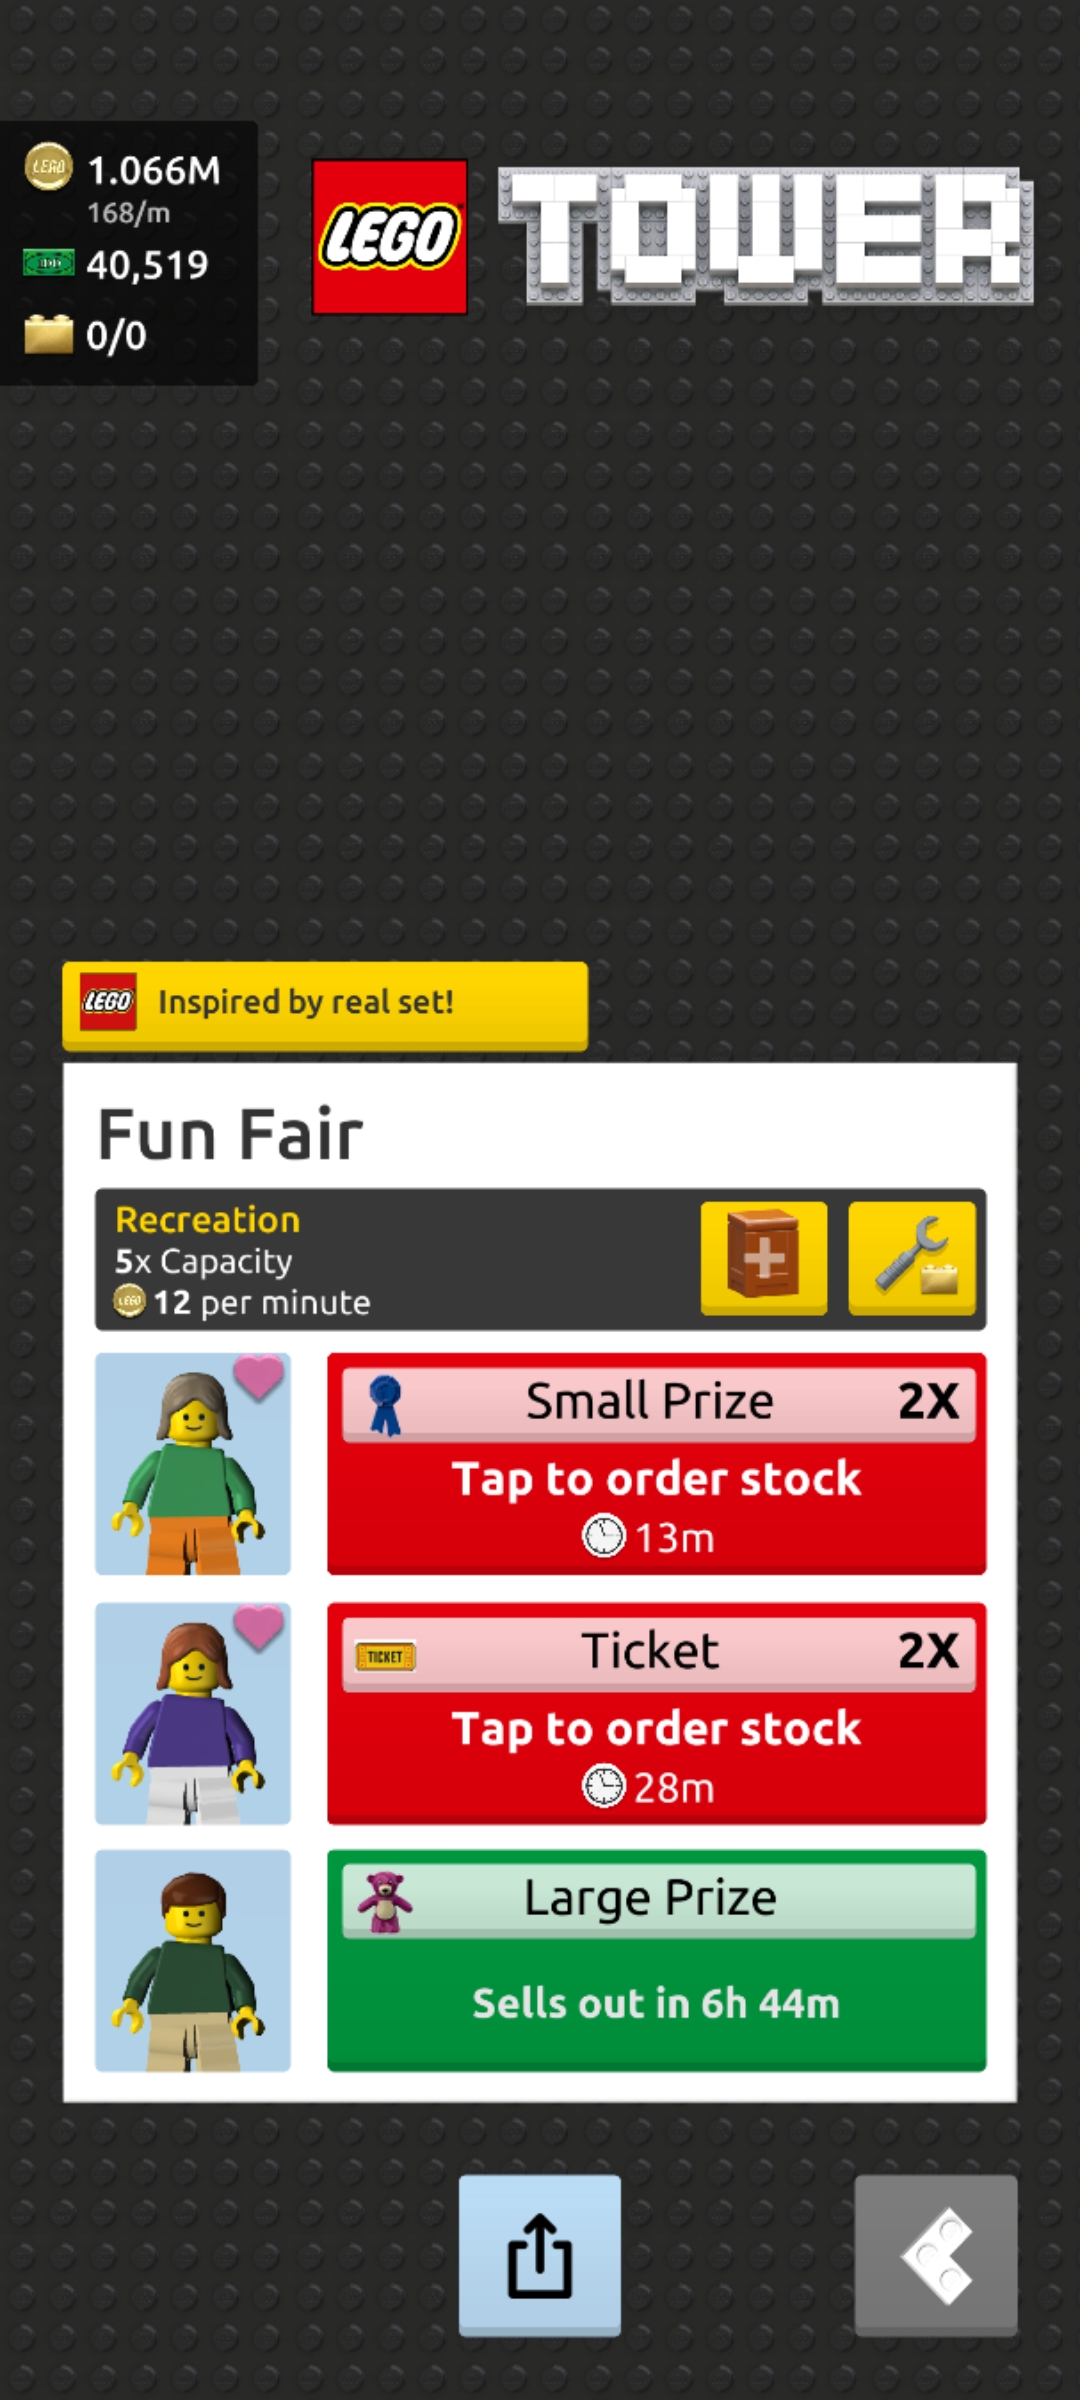 LEGO
1.066M
168/m
40,519
0/0
LEGO
TOWER
LEGO
Inspired by real set!
Fun Fair
Recreation
5x Capacity
LEGO
12 per minute
Small Prize
2X
Tap to order stock
13m
TICKET
Ticket
2X
Tap to order stock
28m
Large Prize
Sells out in 6h 44m